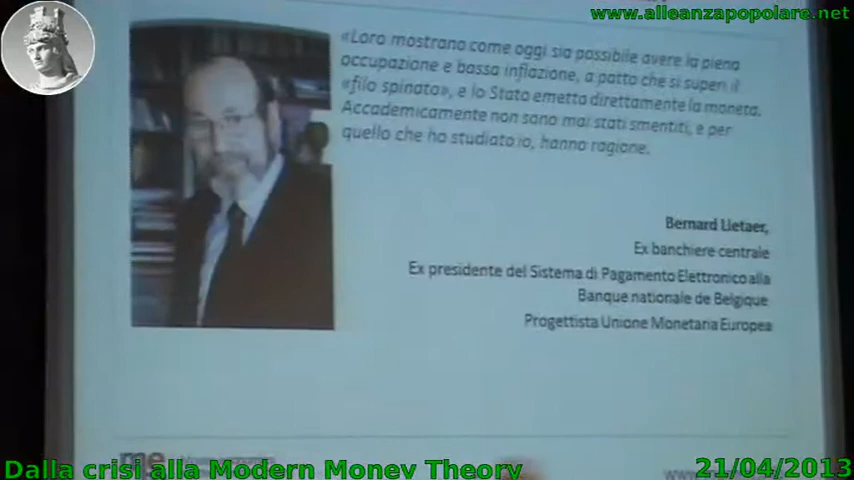 www.alleanzapopolare.net
«Loro mostrano come oggi sia possibile avere la piena
occupazione e bassa inflazione, a patto che si superi il
«filo spinato», e lo Stato emetta direttamente la moneta.
Accademicamente non sono mai stati smentiti, e per
quello che ho studiato io, hanno ragione.
Bernard Lietaer,
Ex banchiere centrale
Ex presidente del Sistema di Pagamento Elettronico alla
Banque nationale de Belgique
Progettista Unione Monetaria Europea
me
Dalla crisi alla Modern Money Theory
21/04/2013